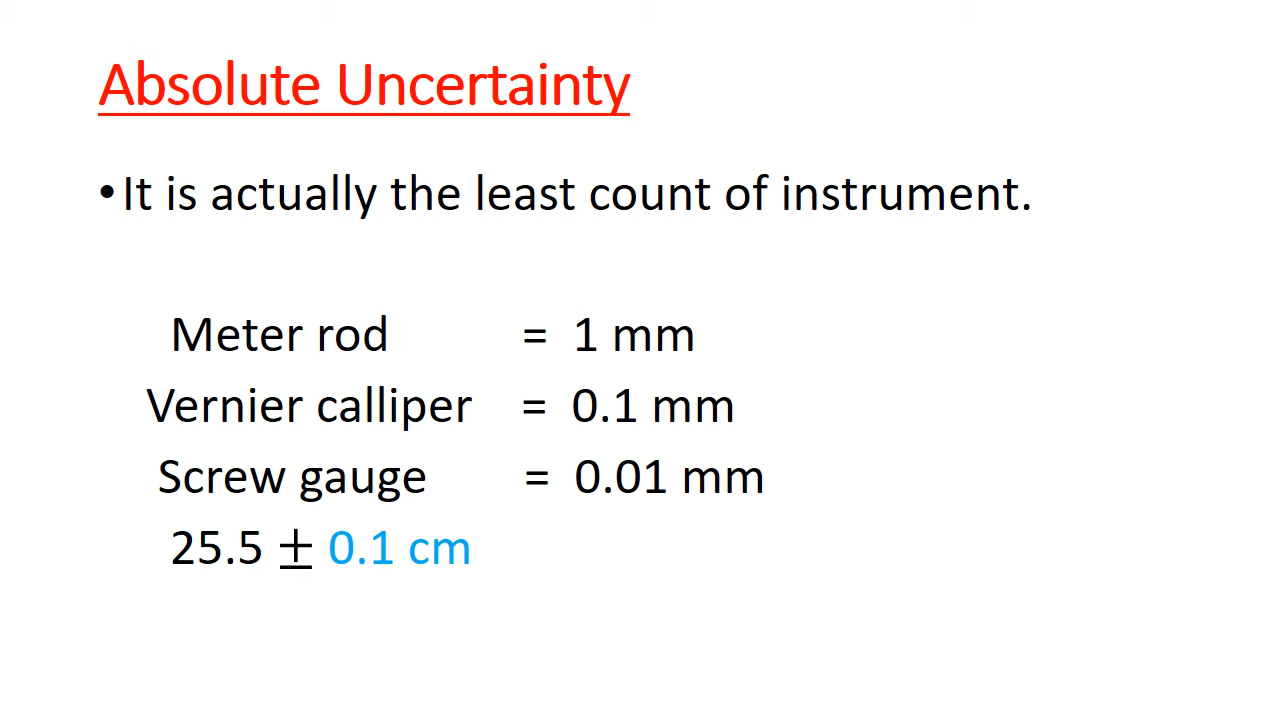 Absolute Uncertainty
•It is actually the least count of instrument.
Meter rod = 1 mm
Vernier calliper = 0.1 mm
Screw gauge = 0.01 mm
25.5 ± 0.1 cm